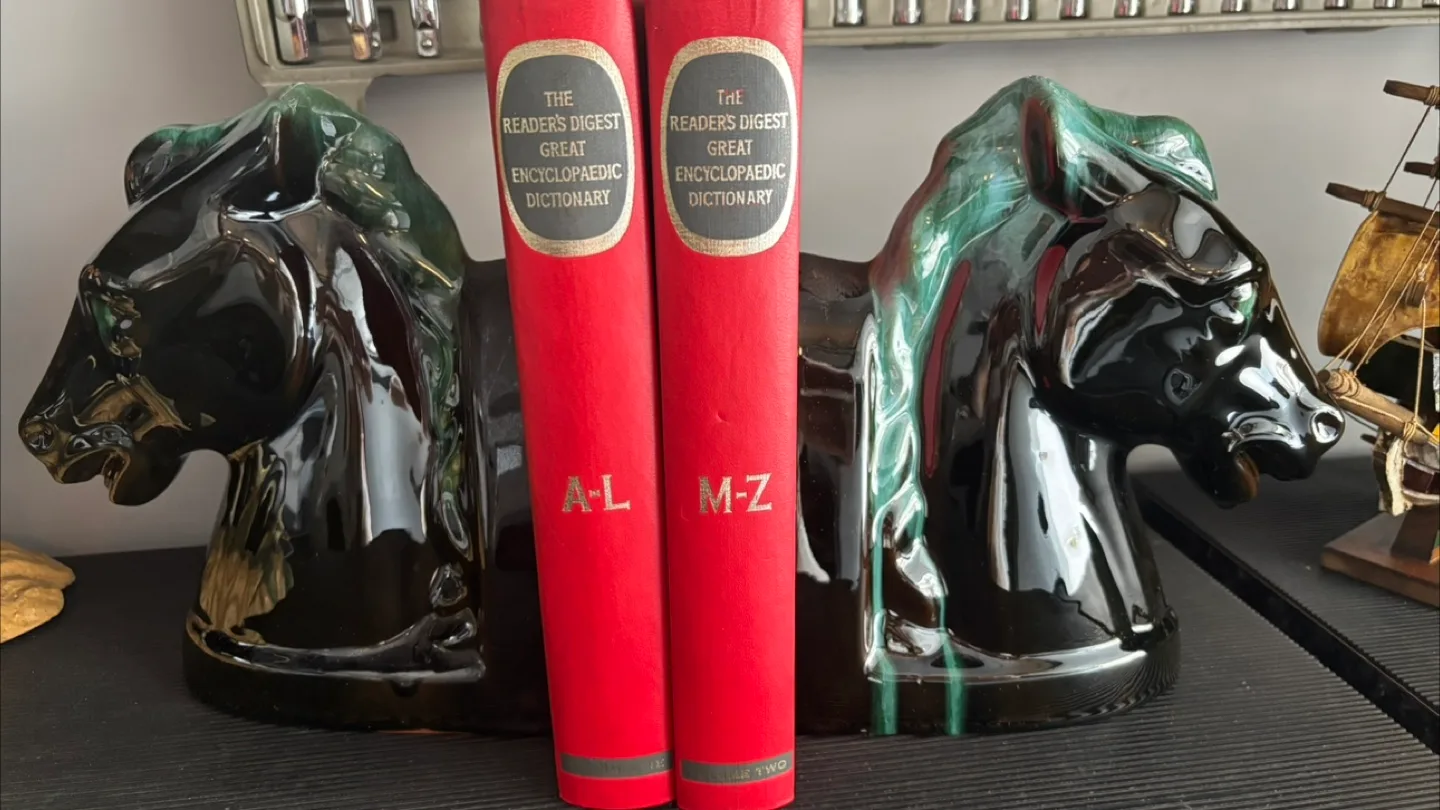 THE
READER'S DIGEST
GREAT
ENCYCLOPAEDIC
DICTIONARY
A-L
THE
READER'S DIGEST
GREAT
ENCYCLOPAEDIC
DICTIONARY
M-Z
TWO